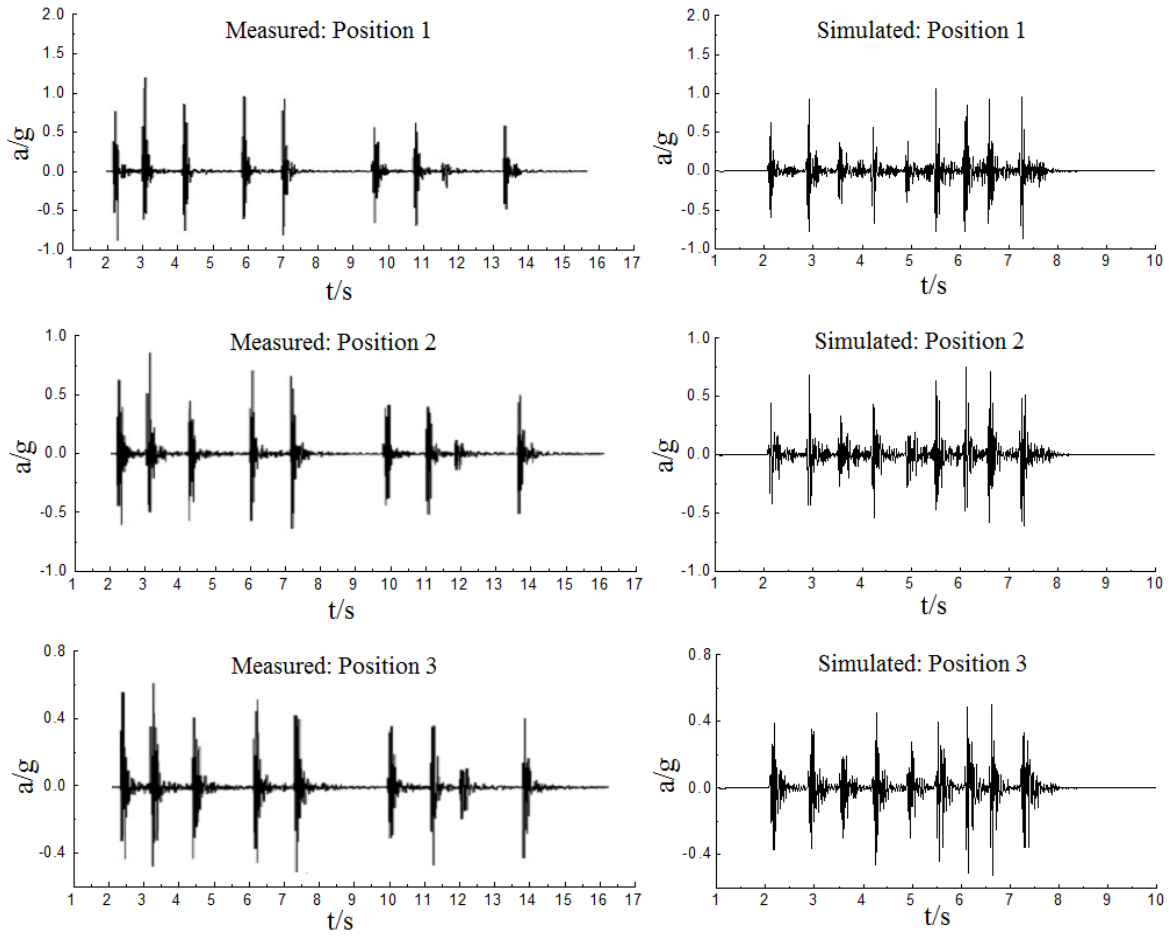 Measured: Position 1
2.0
1.5
1.0
0.5
0.0
-0.5
-1.0
a/g
1 2 3 4 5 6 7 8 9 10 11 12 13 14 15 16 17
t/s
Simulated: Position 1
2.0
1.5
1.0
0.5
0.0
-0.5
-1.0
a/g
1 2 3 4 5 6 7 8 9 10
t/s
Measured: Position 2
1.0
0.5
0.0
-0.5
-1.0
a/g
1 2 3 4 5 6 7 8 9 10 11 12 13 14 15 16 17
t/s
Simulated: Position 2
1.0
0.5
0.0
-0.5
-1.0
a/g
1 2 3 4 5 6 7 8 9 10
t/s
Measured: Position 3
0.8
0.4
0.0
-0.4
a/g
1 2 3 4 5 6 7 8 9 10 11 12 13 14 15 16 17
t/s
Simulated: Position 3
0.8
0.4
0.0
-0.4
a/g
1 2 3 4 5 6 7 8 9 10
t/s